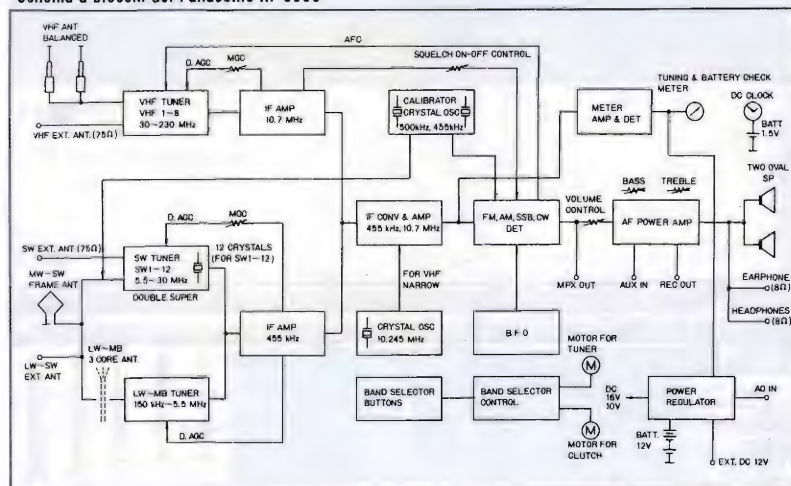 Schema a blocchi del Panasonic RF 8000
VHF ANT
BALANCED
AFC
SQUELCH ON-OFF CONTROL
D. AGC
MGC
VHF TUNER
VHF 1~8
30~230 MHz
IF AMP
10.7 MHz
VHF EXT. ANT. (75Ω)
CALIBRATOR
CRYSTAL OSC
500kHz, 455kHz
METER
AMP & DET
TUNING & BATTERY CHECK
METER
DC CLOCK
BATT
1.5V
TWO OVAL
SP
BASS
TREBLE
VOLUME
CONTROL
AF POWER AMP
IF CONV & AMP
455 kHz, 10.7 MHz
FM, AM, SSB, CW
DET
MPX OUT
AUX IN
REC OUT
EARPHONE
(8Ω)
HEADPHONES
(8Ω)
D. AGC
MGC
SW EXT. ANT (75Ω)
SW TUNER
SW1~12
5.5~30 MHz
DOUBLE SUPER
12 CRYSTALS
(FOR SW1~12)
MW~SW
FRAME ANT
LW~MB
3 CORE ANT.
LW~SW
EXT ANT
IF AMP
455 kHz
LW~MB TUNER
150 kHz~5.5 MHz
D. AGC
FOR VHF
NARROW
CRYSTAL OSC
10.245 MHz
B F O
BAND SELECTOR
BUTTONS
BAND SELECTOR
CONTROL
MOTOR FOR
TUNER
M
M
MOTOR FOR
CLUTCH
DC
16V
10V
POWER
REGULATOR
AC IN
BATT.
12V
EXT. DC 12V